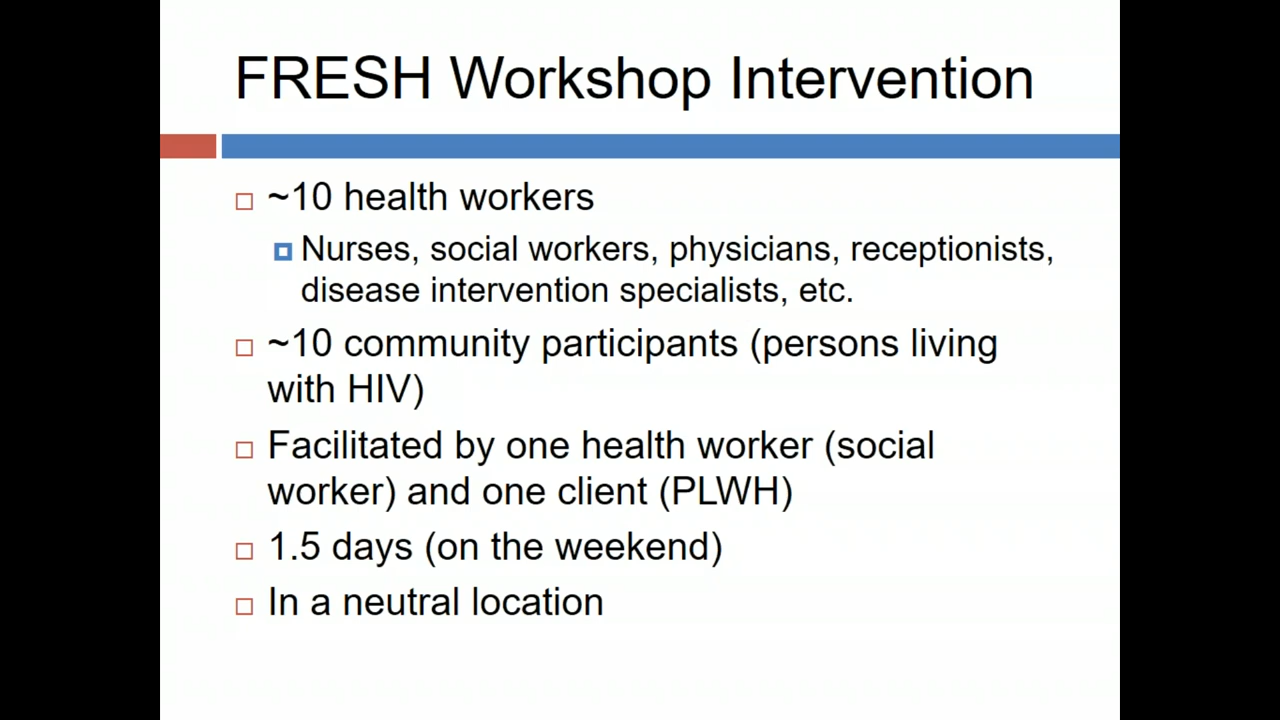 FRESH Workshop Intervention
~10 health workers
Nurses, social workers, physicians, receptionists,
disease intervention specialists, etc.
~10 community participants (persons living
with HIV)
Facilitated by one health worker (social
worker) and one client (PLWH)
1.5 days (on the weekend)
In a neutral location